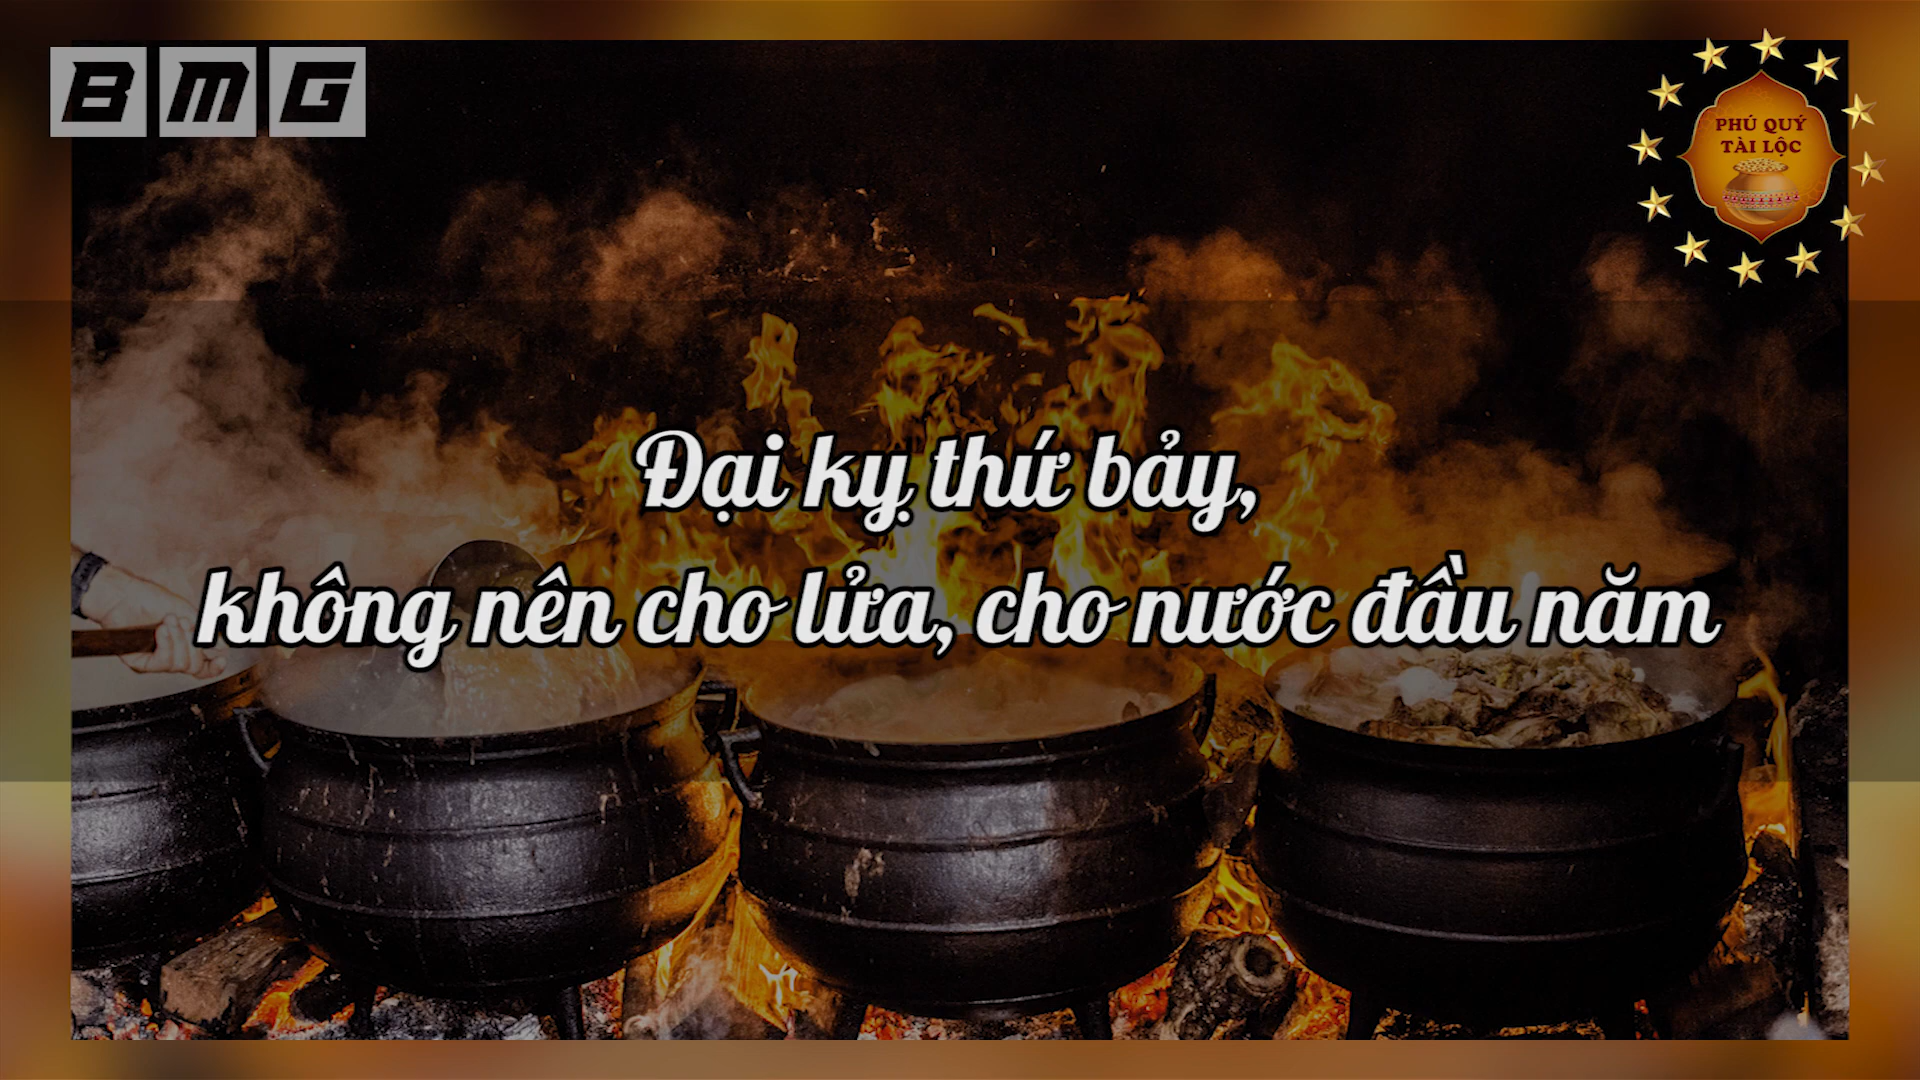 BMG
PHÚ QUÝ
TÀI LỘC
Đại kỵ thứ bảy,
không nên cho lửa, cho nước đầu năm